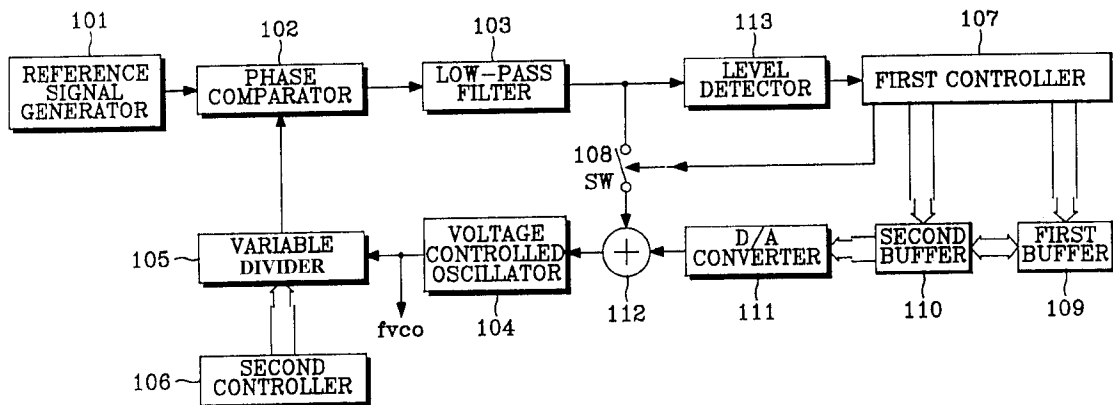 101
102
103
113
107
REFERENCE
SIGNAL
GENERATOR
PHASE
COMPARATOR
LOW-PASS
FILTER
LEVEL
DETECTOR
FIRST CONTROLLER
108
SW
105
VARIABLE
DIVIDER
VOLTAGE
CONTROLLED
OSCILLATOR
D/A
CONVERTER
SECOND
BUFFER
FIRST
BUFFER
fvco
104
112
111
110
109
106
SECOND
CONTROLLER